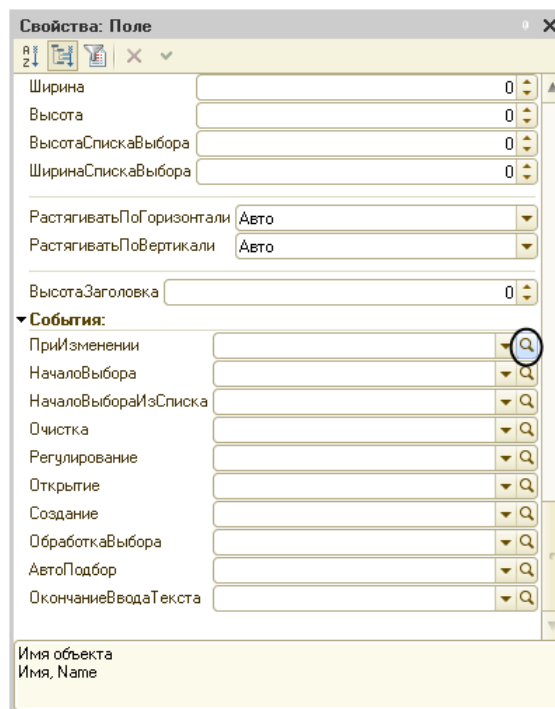 Свойства: Поле
Ширина 0
Высота 0
ВысотаСпискаВыбора 0
ШиринаСпискаВыбора 0
РастягиватьПоГоризонтали Авто
РастягиватьПоВертикали Авто
ВысотаЗаголовка 0
События:
ПриИзменении
НачалоВыбора
НачалоВыбораИзСписка
Очистка
Регулирование
Открытие
Создание
ОбработкаВыбора
АвтоПодбор
ОкончаниеВводаТекста
Имя объекта
Имя, Name